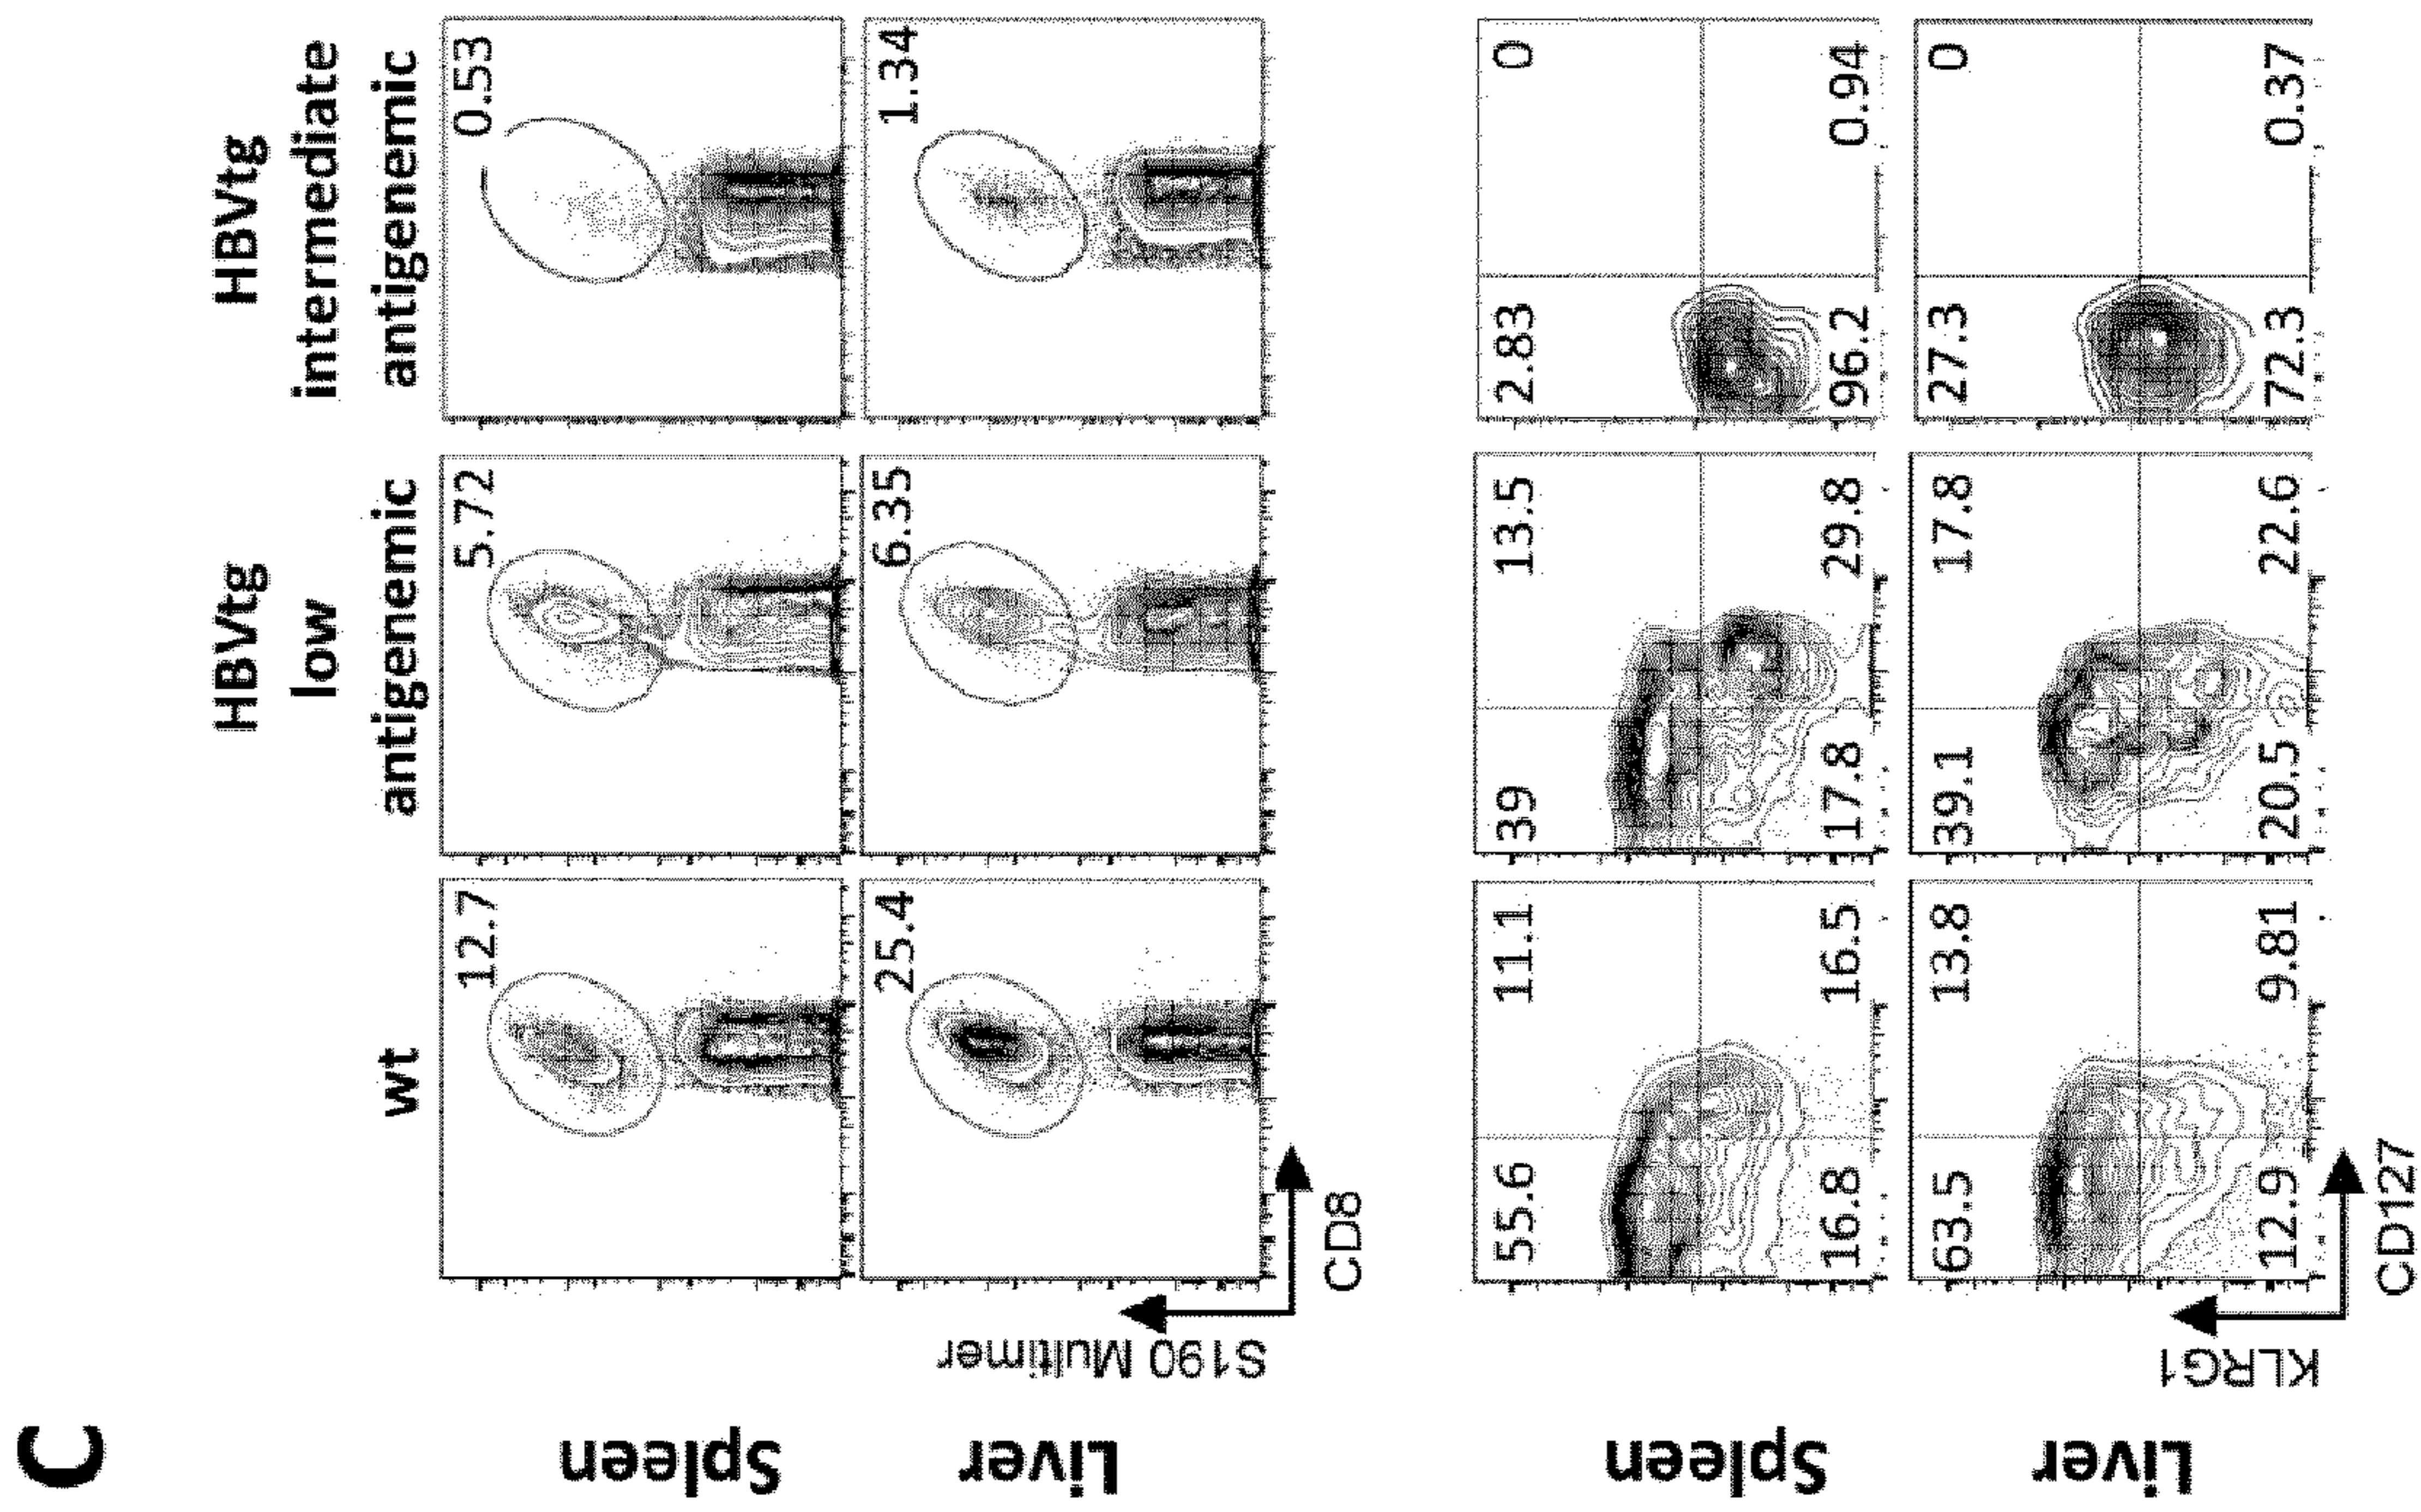 C
wt
HBVtg
low
antigenemic
HBVtg
intermediate
antigenemic
Spleen
12.7
5.72
0.53
Liver
25.4
6.35
1.34
S190 Multimer
CD8
Spleen
55.6 11.1
16.8 16.5
39 13.5
17.8 29.8
2.83 0
96.2 0.94
Liver
63.5 13.8
12.9 9.81
39.1 17.8
20.5 22.6
27.3 0
72.3 0.37
KLRG1
CD127